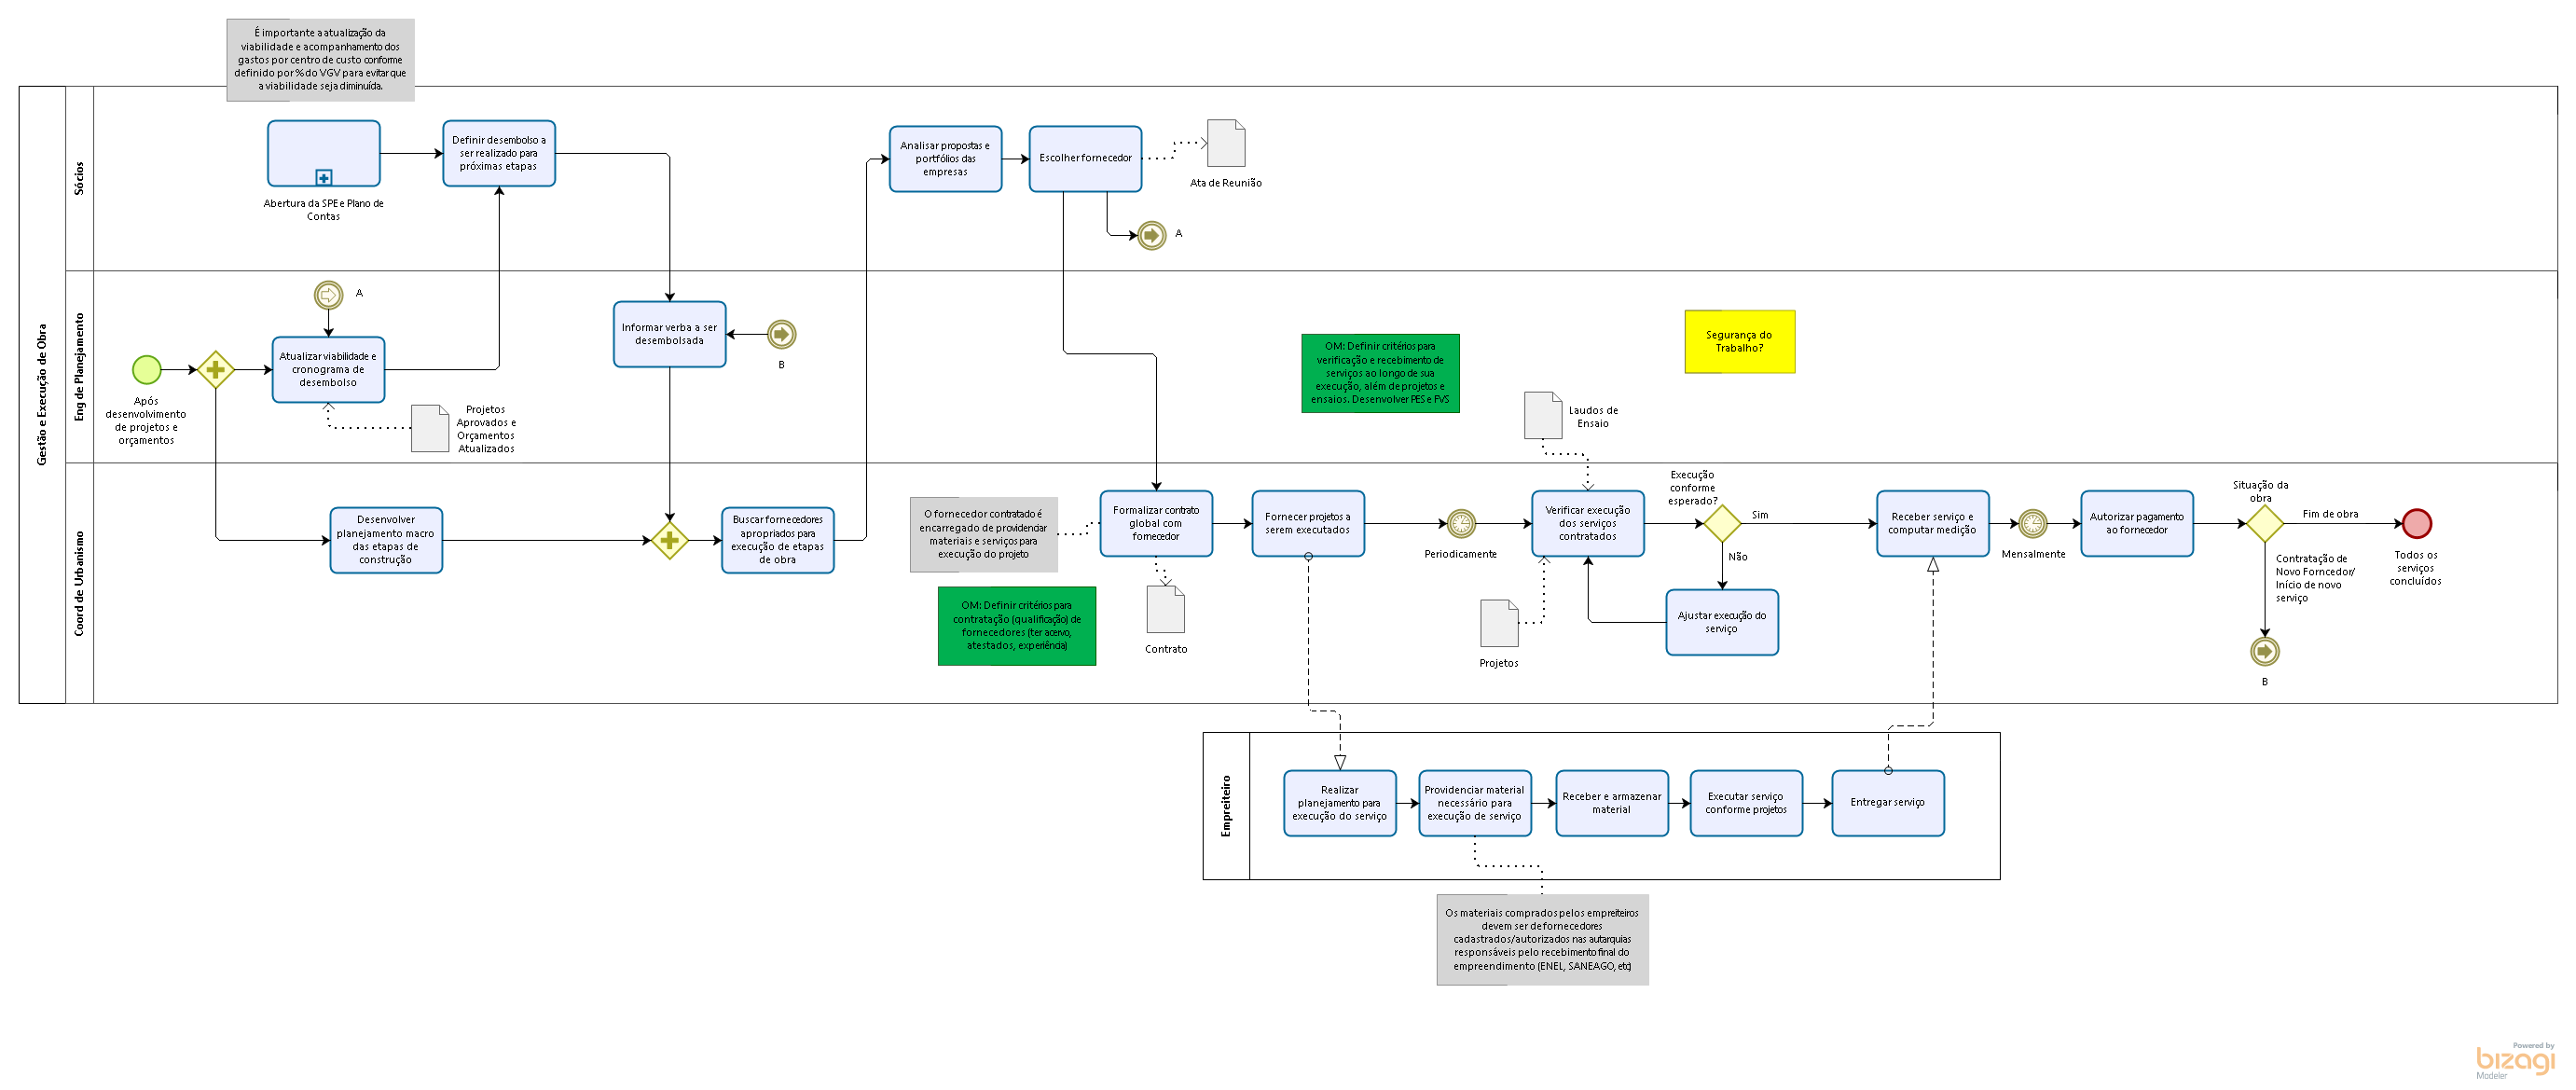 É importante a atualização da
viabilidade e acompanhamento dos
gastos por centro de custo conforme
definido por % do VGV para evitar que
a viabilidade seja diminuída.
Gestão e Execução de Obra
Sócios
Abertura da SPE e Plano de
Contas
Definir desembolso a
ser realizado para
próximas etapas
Analisar propostas e
portfólios das
empresas
Escolher fornecedor
Ata de Reunião
A
Eng de Planejamento
A
Após
desenvolvimento
de projetos e
orçamentos
Atualizar viabilidade e
cronograma de
desembolso
Projetos
Aprovados e
Orçamentos
Atualizados
Informar verba a ser
desembolsada
B
OM: Definir critérios para
verificação e recebimento de
serviços ao longo de sua
execução, além de projetos e
ensaios. Desenvolver PES e FVS
Segurança do
Trabalho?
Laudos de
Ensaio
Coord de Urbanismo
Desenvolver
planejamento macro
das etapas de
construção
Buscar fornecedores
apropriados para
execução de etapas
de obra
O fornecedor contratado é
encarregado de providenciar
materiais e serviços para
execução do projeto
OM: Definir critérios para
contratação (qualificação) de
fornecedores (ter acervo,
atestados, experiência)
Formalizar contrato
global com
fornecedor
Contrato
Fornecer projetos a
serem executados
Periodicamente
Verificar execução
dos serviços
contratados
Projetos
Execução
conforme
esperado?
Sim
Não
Ajustar execução do
serviço
Receber serviço e
computar medição
Mensalmente
Autorizar pagamento
ao fornecedor
Situação da
obra
Fim de obra
Todos os
serviços
concluídos
Contratação de
Novo Forncedor/
Início de novo
serviço
B
Empreiteiro
Realizar
planejamento para
execução do serviço
Providenciar material
necessário para
execução de serviço
Receber e armazenar
material
Executar serviço
conforme projetos
Entregar serviço
Os materiais comprados pelos empreiteiros
devem ser de fornecedores
cadastrados/autorizados nas autarquias
responsáveis pelo recebimento final do
empreendimento (ENEL, SANEAGO, etc)
Powered by
bizagi
Modeler